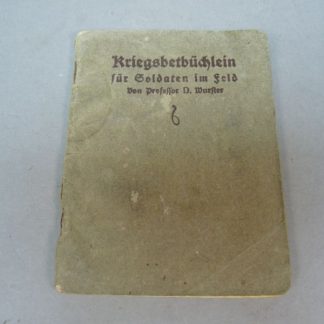 Kriegsbetbüchlein
für Soldaten im Feld
Von Professor D. Wurster